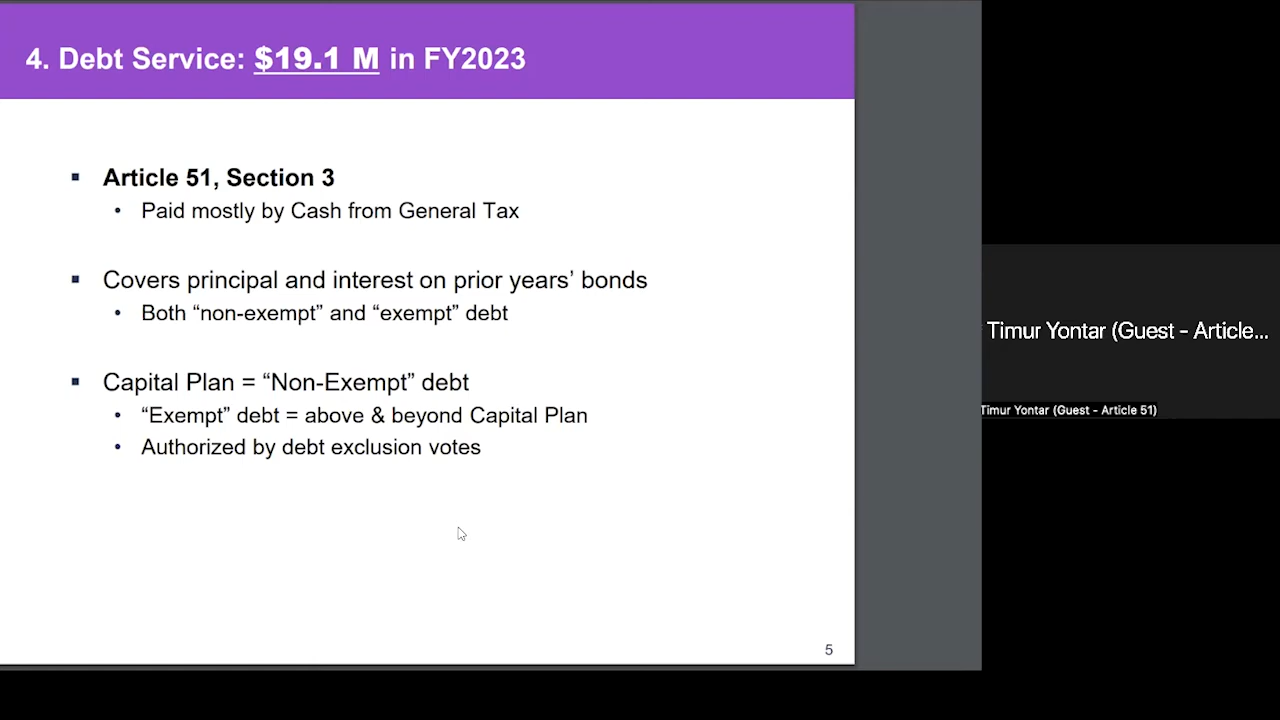 4. Debt Service: $19.1 M in FY2023
▪ Article 51, Section 3
• Paid mostly by Cash from General Tax
▪ Covers principal and interest on prior years’ bonds
• Both “non-exempt” and “exempt” debt
▪ Capital Plan = “Non-Exempt” debt
• “Exempt” debt = above & beyond Capital Plan
• Authorized by debt exclusion votes
5
Timur Yontar (Guest - Article...
Timur Yontar (Guest - Article 51)